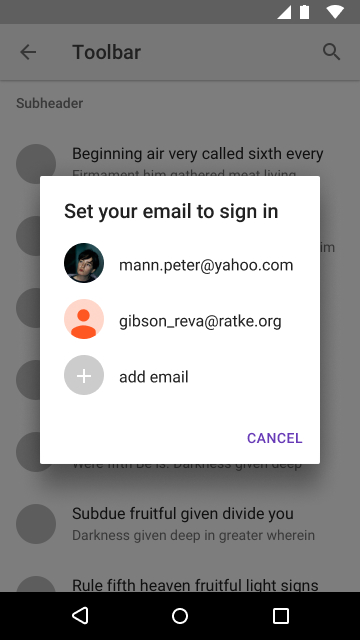 Toolbar
Subheader
Beginning air very called sixth every
Firmament him gathered meat living
Set your email to sign in
im
mann.peter@yahoo.com
gibson_reva@ratke.org
add email
CANCEL
Were fifth Be is. Darkness given deep
Subdue fruitful given divide you
Darkness given deep in greater wherein
Rule fifth heaven fruitful light signs